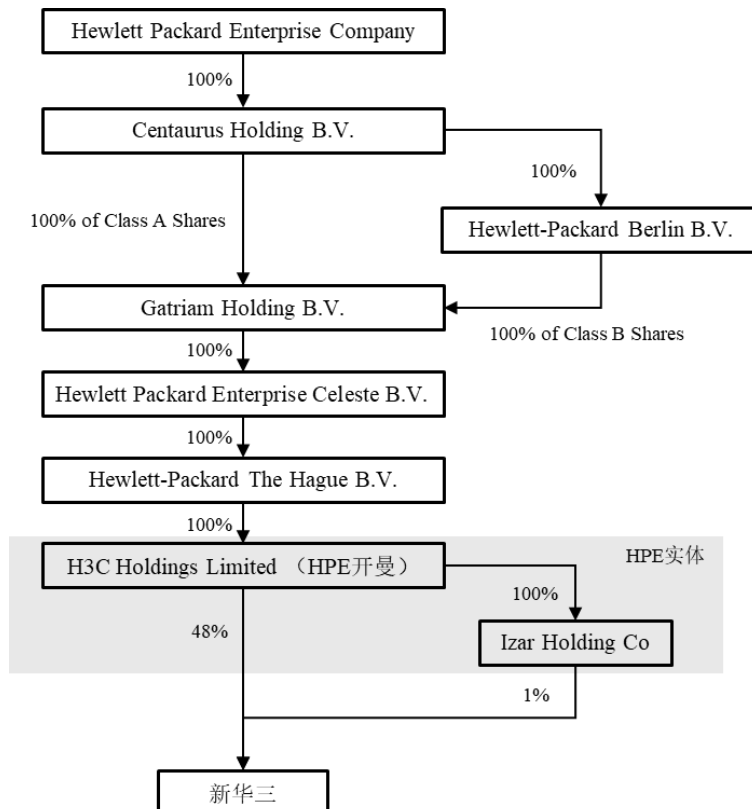 Hewlett Packard Enterprise Company
100%
Centaurus Holding B.V.
100%
100% of Class A Shares
Hewlett-Packard Berlin B.V.
Gatriam Holding B.V.
100% of Class B Shares
100%
Hewlett Packard Enterprise Celeste B.V.
100%
Hewlett-Packard The Hague B.V.
100%
HPE实体
H3C Holdings Limited （HPE开曼）
100%
48%
Izar Holding Co
1%
新华三